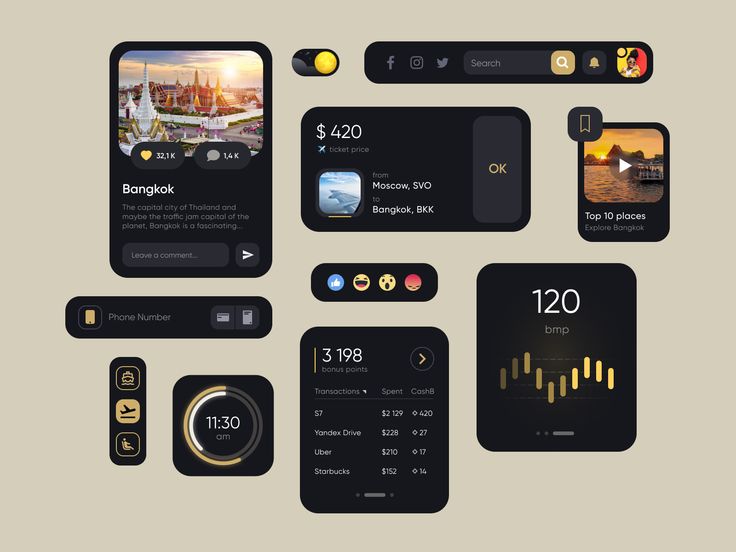 Search
32,1 K
1,4 K
Bangkok
The capital city of Thailand and
maybe the traffic jam capital of the
planet, Bangkok is a fascinating...
Leave a comment...
$ 420
ticket price
from
Moscow, SVO
to
Bangkok, BKK
OK
Top 10 places
Explore Bangkok
Phone Number
11:30
am
3 198
bonus points
Transactions Spent CashB
S7 $2 129 420
Yandex Drive $228 27
Uber $210 17
Starbucks $152 14
120
bmp